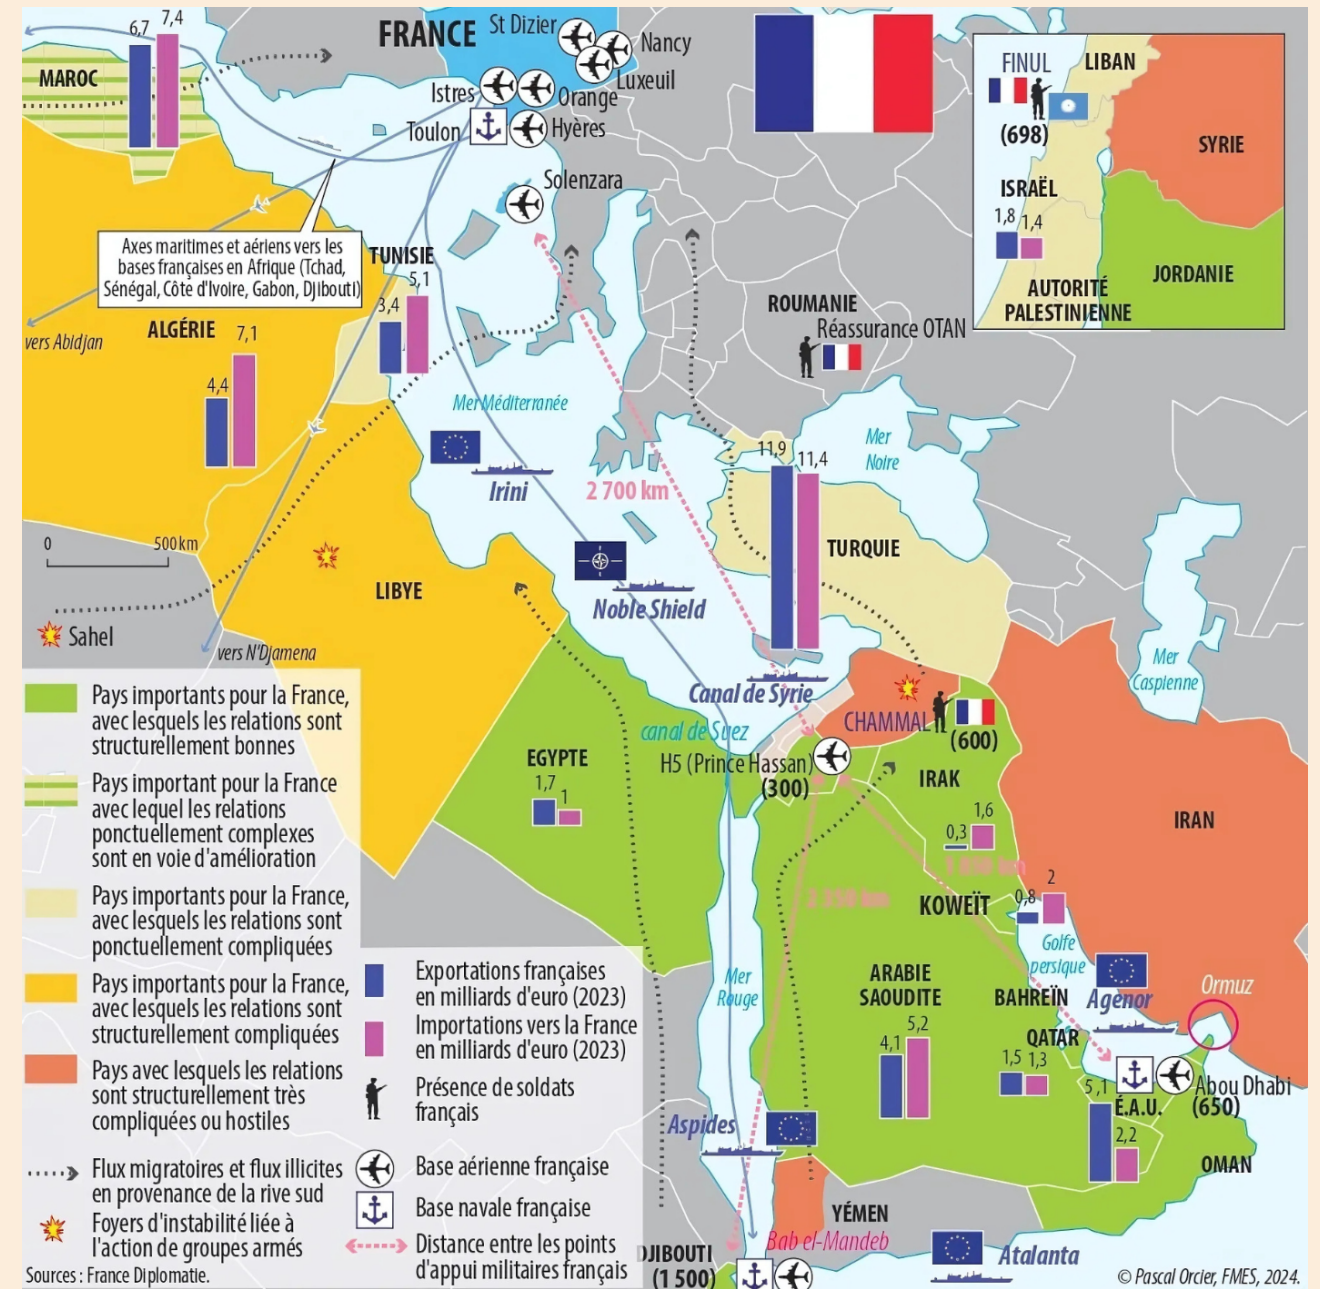 6,7
7,4
MAROC
FRANCE
St Dizier
Nancy
Luxeuil
Istres
Orange
Toulon
Hyères
Solenzara
Axes maritimes et aériens vers les
bases françaises en Afrique (Tchad,
Sénégal, Côte d'Ivoire, Gabon, Djibouti)
vers Abidjan
ALGÉRIE
4,4
7,1
TUNISIE
3,4
5,1
FINUL
(698)
LIBAN
SYRIE
ISRAËL
1,8
1,4
JORDANIE
AUTORITÉ
PALESTINIENNE
ROUMANIE
Réassurance OTAN
Mer Méditerranée
Irini
2 700 km
11,9
11,4
Mer
Noire
TURQUIE
0
500 km
Sahel
LIBYE
vers N'Djamena
Noble Shield
Canal de Syrie
canal de Suez
Mer
Caspienne
CHAMMAL
(600)
H5 (Prince Hassan)
(300)
EGYPTE
1,7
1
IRAK
0,3
1,6
IRAN
KOWEÏT
0,8
2
Golfe
persique
Mer
Rouge
ARABIE
SAOUDITE
4,1
5,2
BAHREÏN
Agénor
Ormuz
QATAR
1,5
1,3
5,1
É.A.U.
2,2
Abou Dhabi
(650)
OMAN
Aspides
YÉMEN
Bab el-Mandeb
DJIBOUTI
(1 500)
Atalanta
Pays importants pour la France,
avec lesquels les relations sont
structurellement bonnes
Pays important pour la France
avec lequel les relations
ponctuellement complexes
sont en voie d'amélioration
Pays importants pour la France,
avec lesquels les relations sont
ponctuellement compliquées
Pays importants pour la France,
avec lesquels les relations sont
structurellement compliquées
Pays avec lesquels les relations
sont structurellement très
compliquées ou hostiles
Flux migratoires et flux illicites
en provenance de la rive sud
Foyers d'instabilité liée à
l'action de groupes armés
Exportations françaises
en milliards d'euro (2023)
Importations vers la France
en milliards d'euro (2023)
Présence de soldats
français
Base aérienne française
Base navale française
Distance entre les points
d'appui militaires français
Sources : France Diplomatie.
© Pascal Orcier, FMES, 2024.